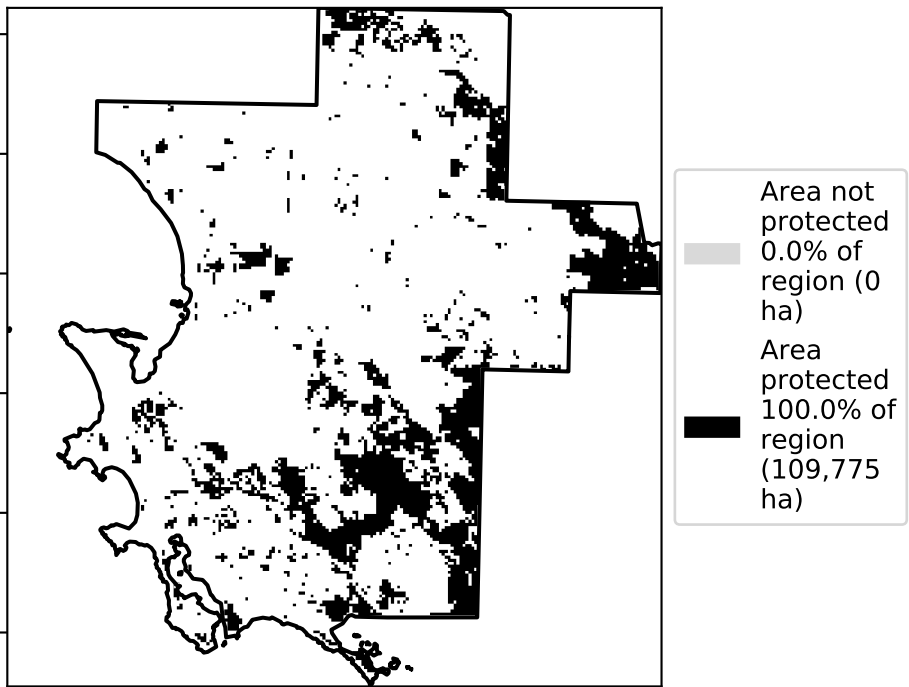 Area not
protected
0.0% of
region (0
ha)
Area
protected
100.0% of
region
(109,775
ha)